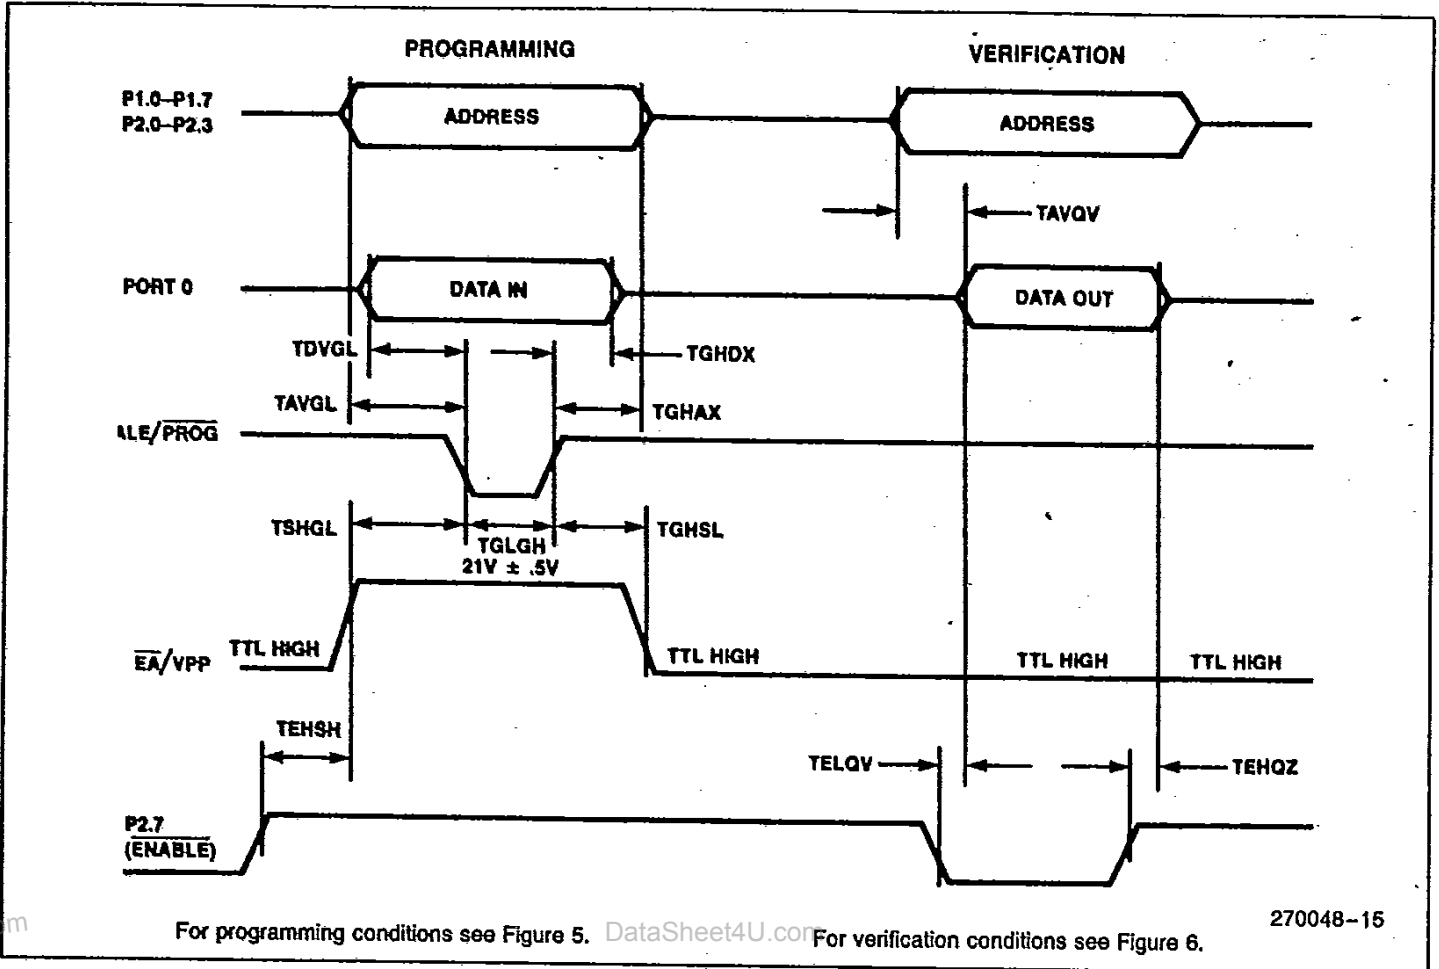 PROGRAMMING
VERIFICATION
P1.0–P1.7
P2.0–P2.3
ADDRESS
ADDRESS
TAVQV
PORT 0
DATA IN
DATA OUT
TDVGL
TGHDX
TAVGL
TGHAX
ALE/PROG
TSHGL
TGLGH
TGHSL
21V ± .5V
EA/VPP
TTL HIGH
TTL HIGH
TTL HIGH
TTL HIGH
TEHSH
TELQV
TEHQZ
P2.7
(ENABLE)
270048–15
om
For programming conditions see Figure 5.
DataSheet4U.com
For verification conditions see Figure 6.